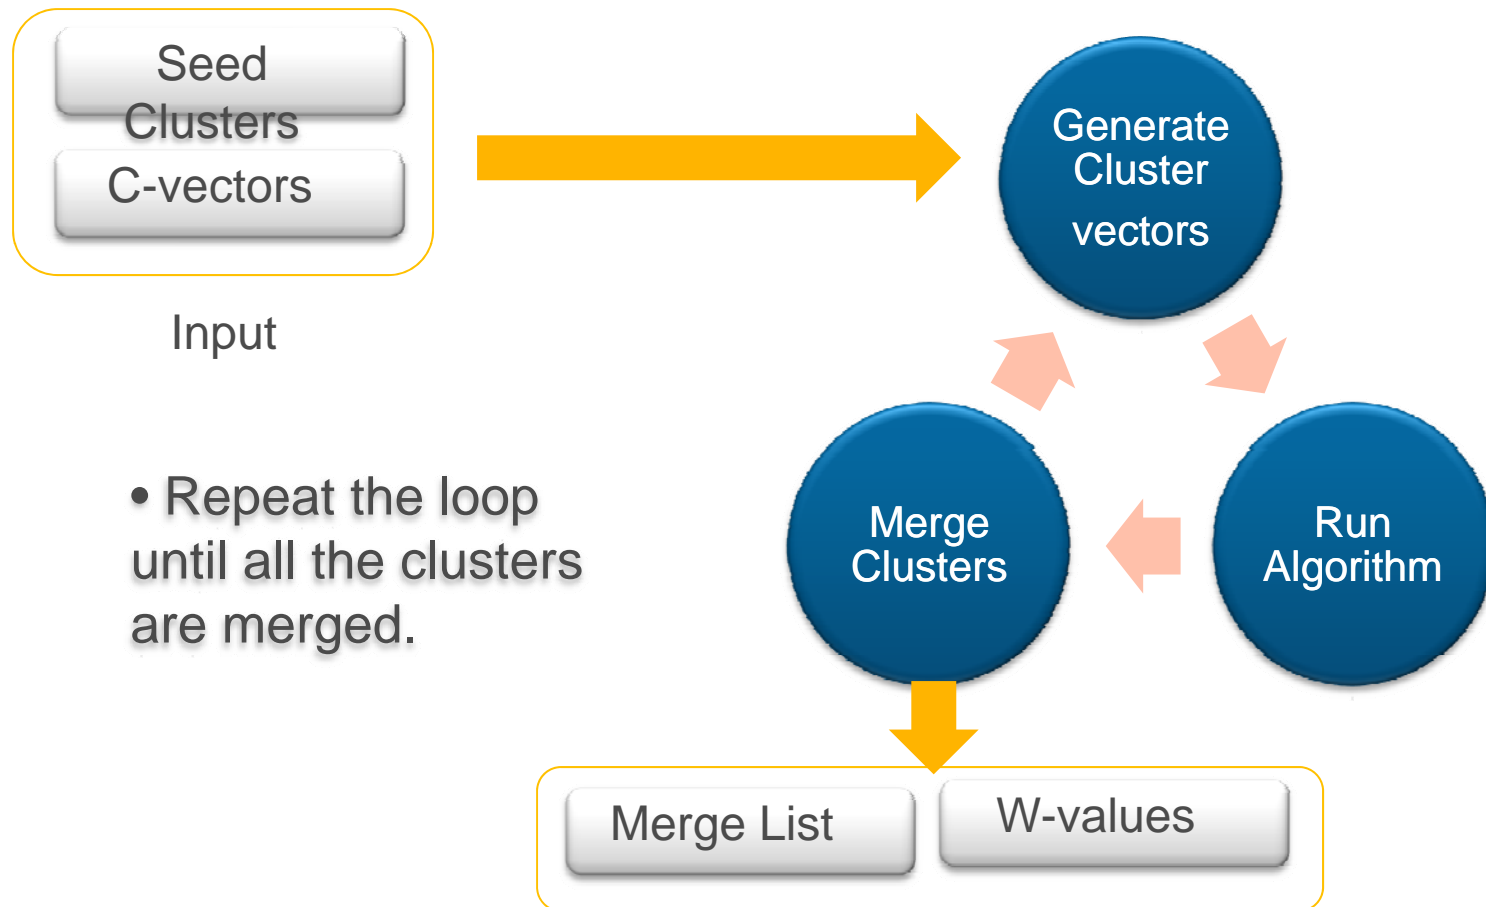 Seed
Clusters
C-vectors
Input
Generate
Cluster
vectors
Run
Algorithm
Merge
Clusters
• Repeat the loop
until all the clusters
are merged.
Merge List
W-values